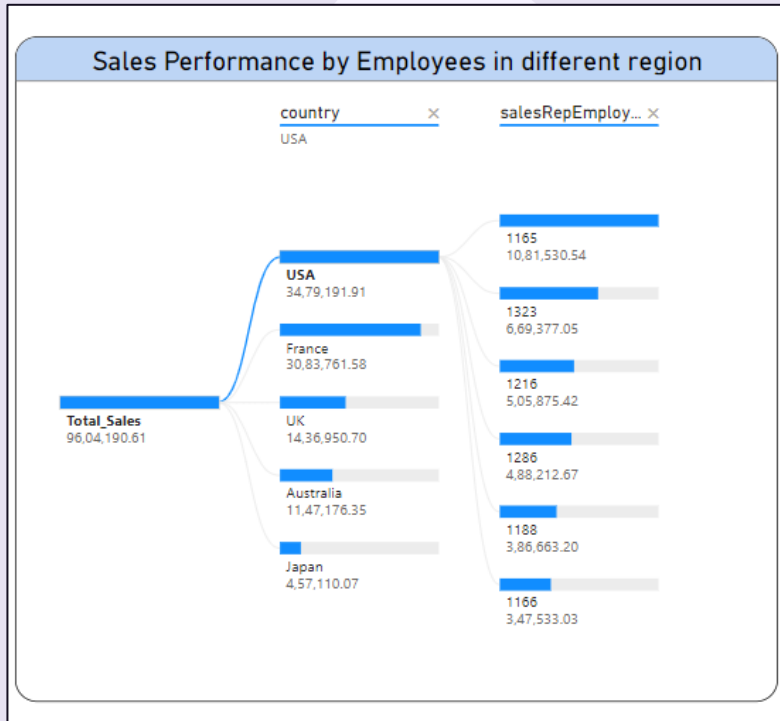 Sales Performance by Employees in different region
country ×
USA
salesRepEmploy... ×
Total_Sales
96,04,190.61
USA
34,79,191.91
France
30,83,761.58
UK
14,36,950.70
Australia
11,47,176.35
Japan
4,57,110.07
1165
10,81,530.54
1323
6,69,377.05
1216
5,05,875.42
1286
4,88,212.67
1188
3,86,663.20
1166
3,47,533.03